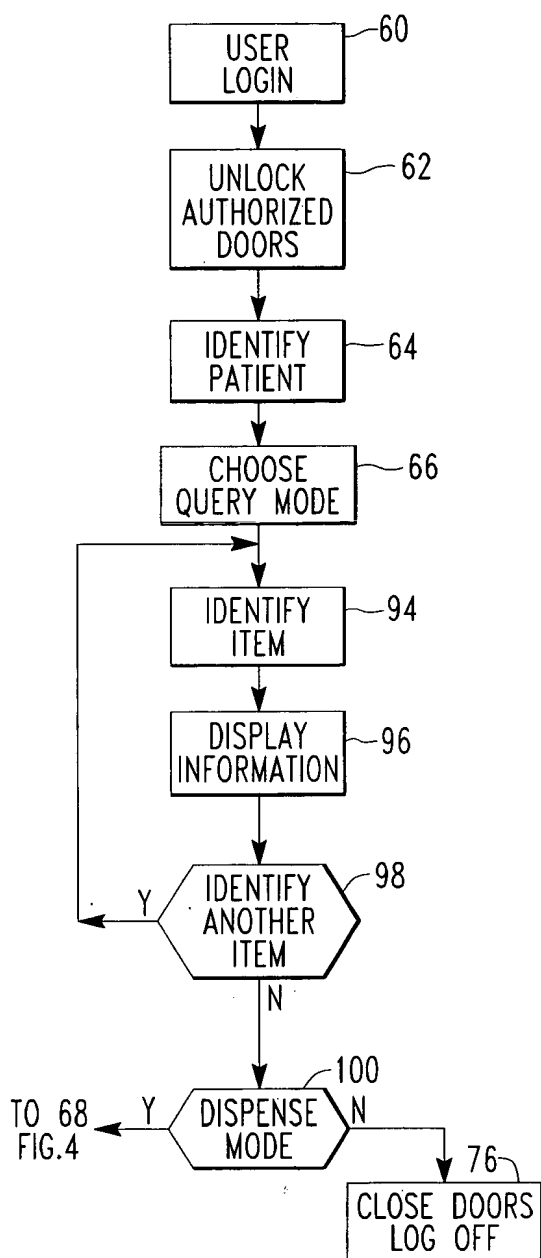 60
USER
LOGIN
62
UNLOCK
AUTHORIZED
DOORS
64
IDENTIFY
PATIENT
66
CHOOSE
QUERY MODE
94
IDENTIFY
ITEM
96
DISPLAY
INFORMATION
98
IDENTIFY
ANOTHER
ITEM
Y
N
100
DISPENSE
MODE
Y
N
TO 68
FIG.4
76
CLOSE DOORS
LOG OFF